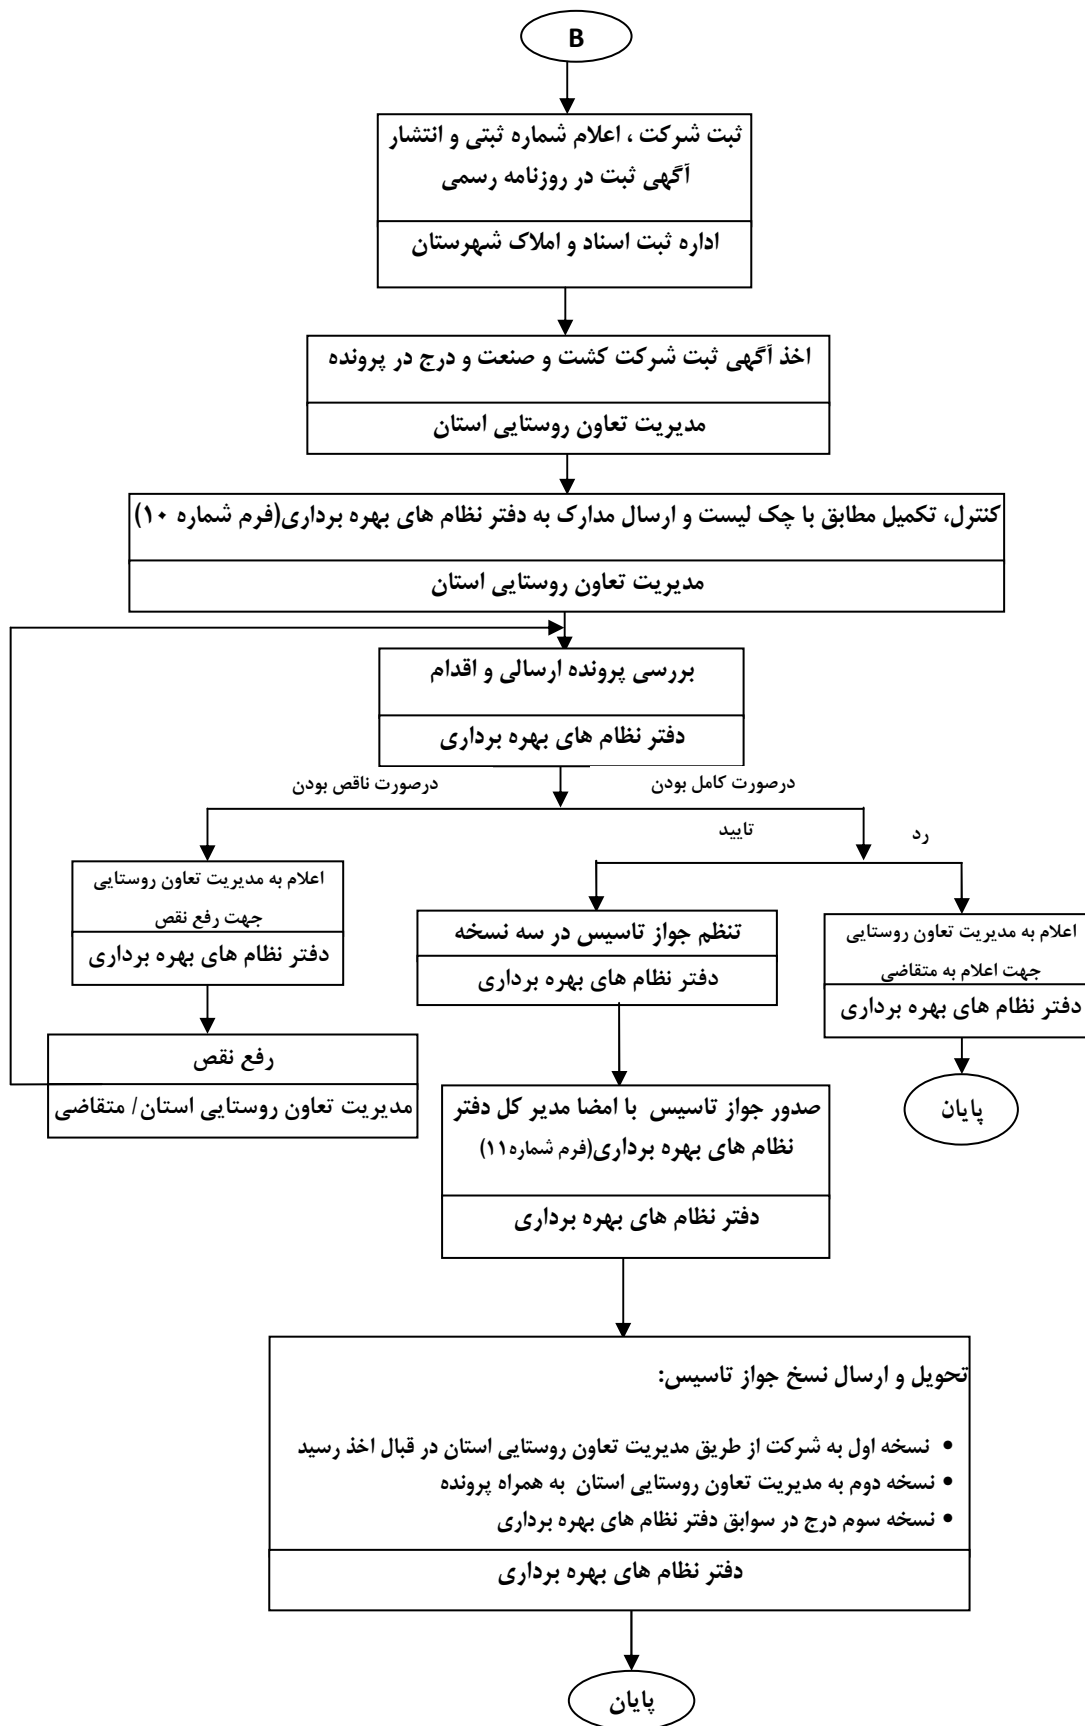 B
ثبت شرکت ، اعلام شماره ثبتی و انتشار
آگهی ثبت در روزنامه رسمی
اداره ثبت اسناد و املاک شهرستان
اخذ آگهی ثبت شرکت کشت و صنعت و درج در پرونده
مدیریت تعاون روستایی استان
کنترل، تکمیل مطابق با چک لیست و ارسال مدارک به دفتر نظام های بهره برداری(فرم شماره ۱۰)
مدیریت تعاون روستایی استان
بررسی پرونده ارسالی و اقدام
دفتر نظام های بهره برداری
درصورت کامل بودن
درصورت ناقص بودن
رد
تایید
اعلام به مدیریت تعاون روستایی
جهت اعلام به متقاضی
دفتر نظام های بهره برداری
پایان
تنظم جواز تاسیس در سه نسخه
دفتر نظام های بهره برداری
اعلام به مدیریت تعاون روستایی
جهت رفع نقص
دفتر نظام های بهره برداری
رفع نقص
مدیریت تعاون روستایی استان/ متقاضی
صدور جواز تاسیس با امضا مدیر کل دفتر
نظام های بهره برداری(فرم شماره۱۱)
دفتر نظام های بهره برداری
تحویل و ارسال نسخ جواز تاسیس:
• نسخه اول به شرکت از طریق مدیریت تعاون روستایی استان در قبال اخذ رسید
• نسخه دوم به مدیریت تعاون روستایی استان به همراه پرونده
• نسخه سوم درج در سوابق دفتر نظام های بهره برداری
دفتر نظام های بهره برداری
پایان